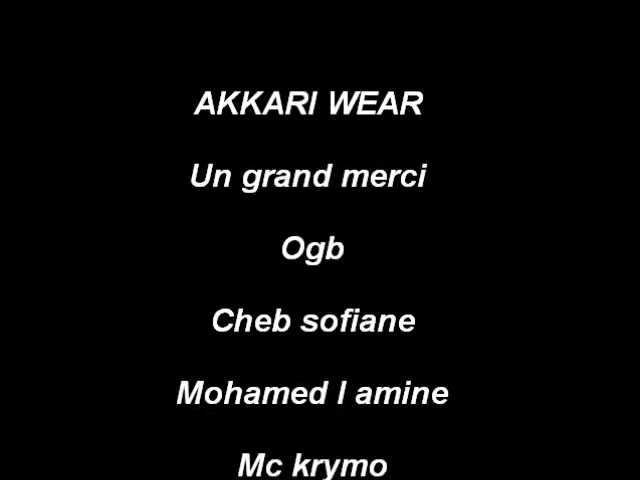 AKKARI WEAR
Un grand merci
Ogb
Cheb sofiane
Mohamed l amine
Mc krymo